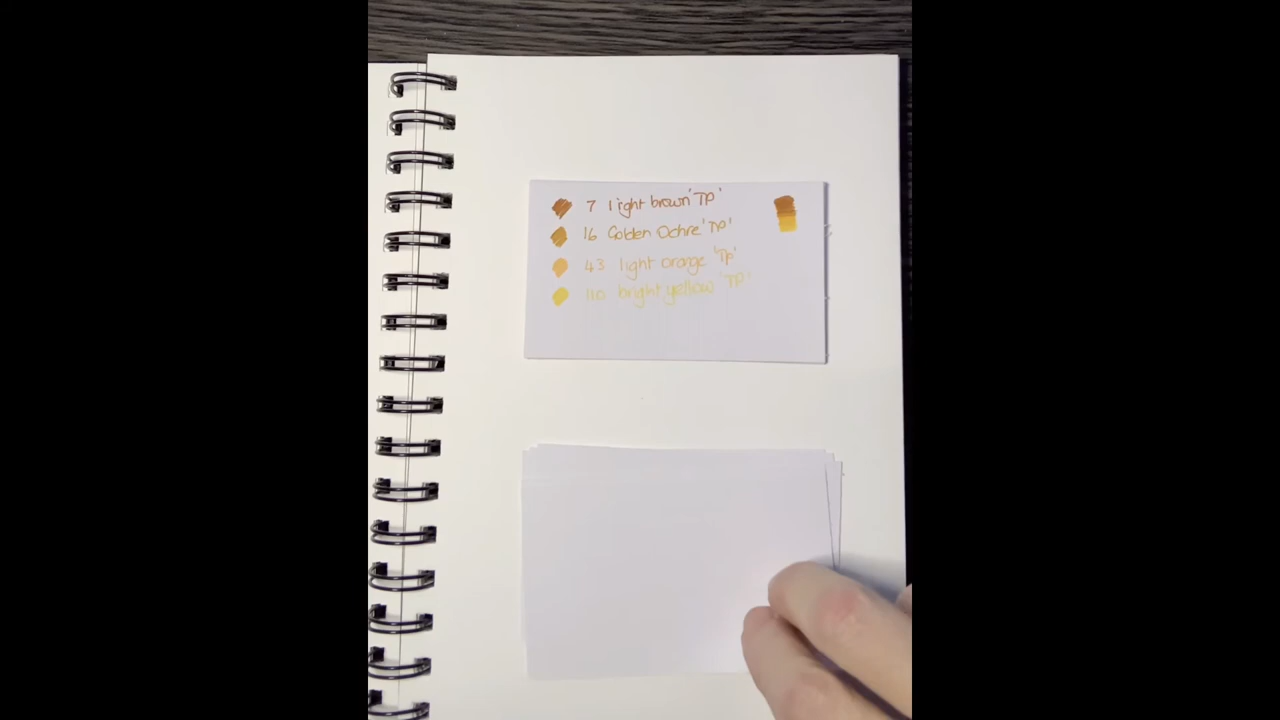 7 light brown 'TP'
16 Golden Ochre 'TP'
43 light orange 'TP'
110 bright yellow 'TP'